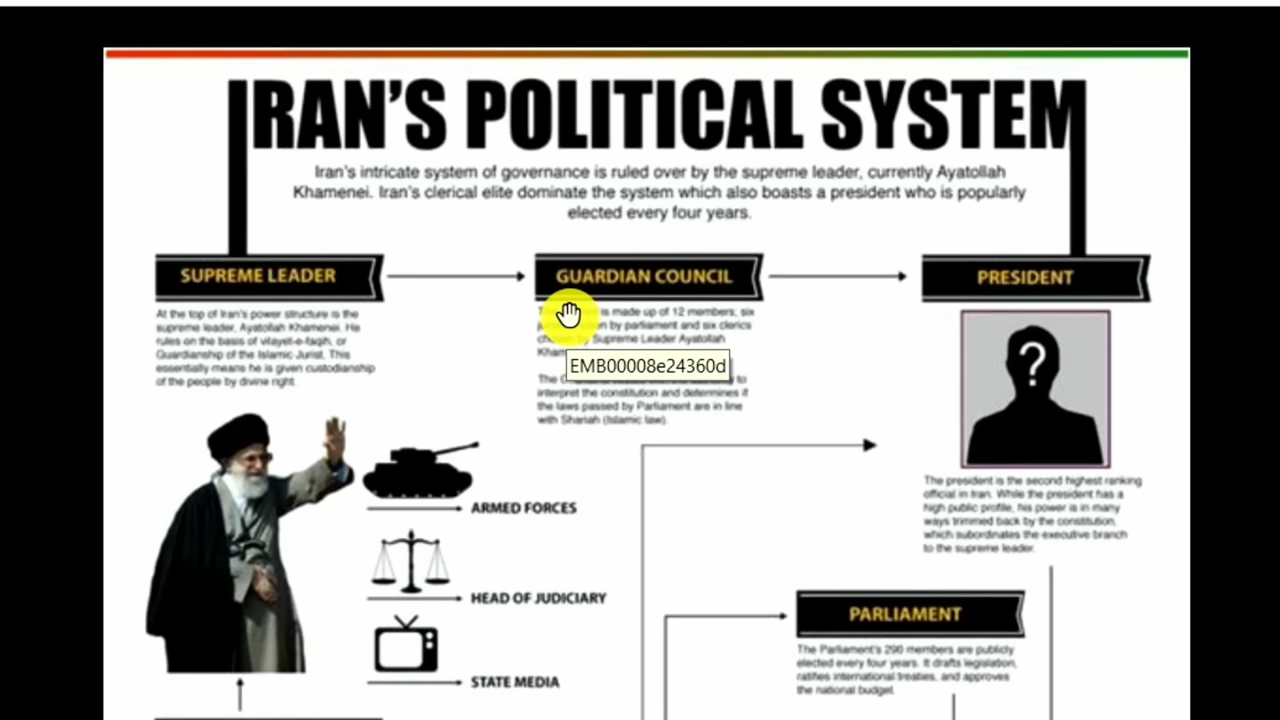 IRAN'S POLITICAL SYSTEM
Iran's intricate system of governance is ruled over by the supreme leader, currently Ayatollah
Khamenei. Iran's clerical elite dominate the system which also boasts a president who is popularly
elected every four years.
SUPREME LEADER
At the top of Iran's power structure is the
supreme leader, Ayatollah Khamenei. He
rules on the basis of vilayet-e-faqih, or
Guardianship of the Islamic Jurist. This
essentially means he is given custodianship
of the people by divine right.
GUARDIAN COUNCIL
is made up of 12 members; six
by parliament and six clerics
by Supreme Leader Ayatollah
EMB00008e24360d
The
to
interpret the constitution and determines if
the laws passed by Parliament are in line
with Shariah (Islamic law).
PRESIDENT
?
The president is the second highest ranking
official in Iran. While the president has a
high public profile, his power is in many
ways trimmed back by the constitution,
which subordinates the executive branch
to the supreme leader.
ARMED FORCES
HEAD OF JUDICIARY
STATE MEDIA
PARLIAMENT
The Parliament's 290 members are publicly
elected every four years. It drafts legislation,
ratifies international treaties, and approves
the national budget.